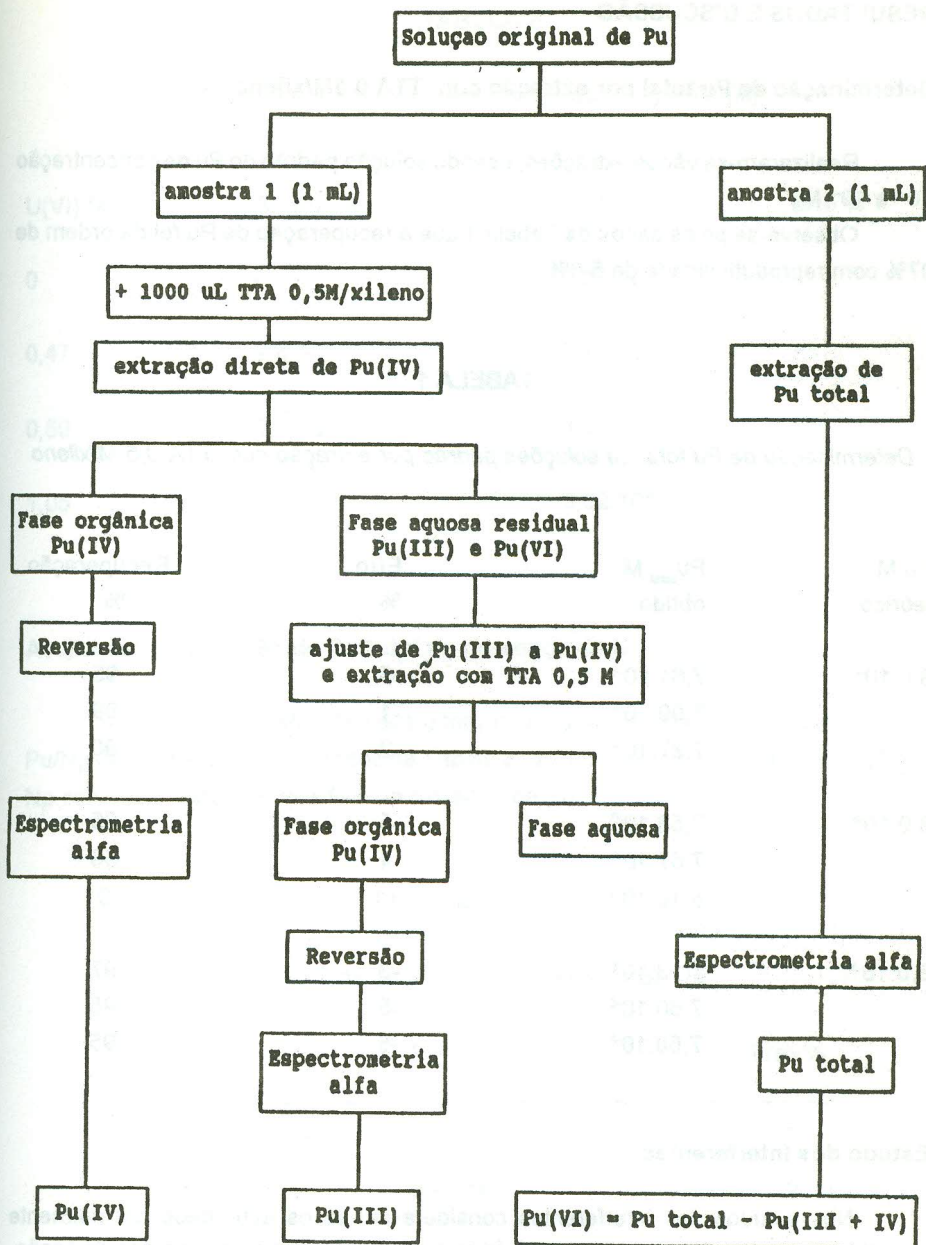 Soluçao original de Pu
amostra 1 (1 mL)
amostra 2 (1 mL)
+ 1000 uL TTA 0,5M/xileno
extração direta de Pu(IV)
extração de
Pu total
Fase orgânica
Pu(IV)
Fase aquosa residual
Pu(III) e Pu(VI)
Reversão
ajuste de Pu(III) a Pu(IV)
e extração com TTA 0,5 M
Espectrometria
alfa
Fase orgânica
Pu(IV)
Fase aquosa
Reversão
Espectrometria alfa
Espectrometria
alfa
Pu total
Pu(IV)
Pu(III)
Pu(VI) = Pu total - Pu(III + IV)